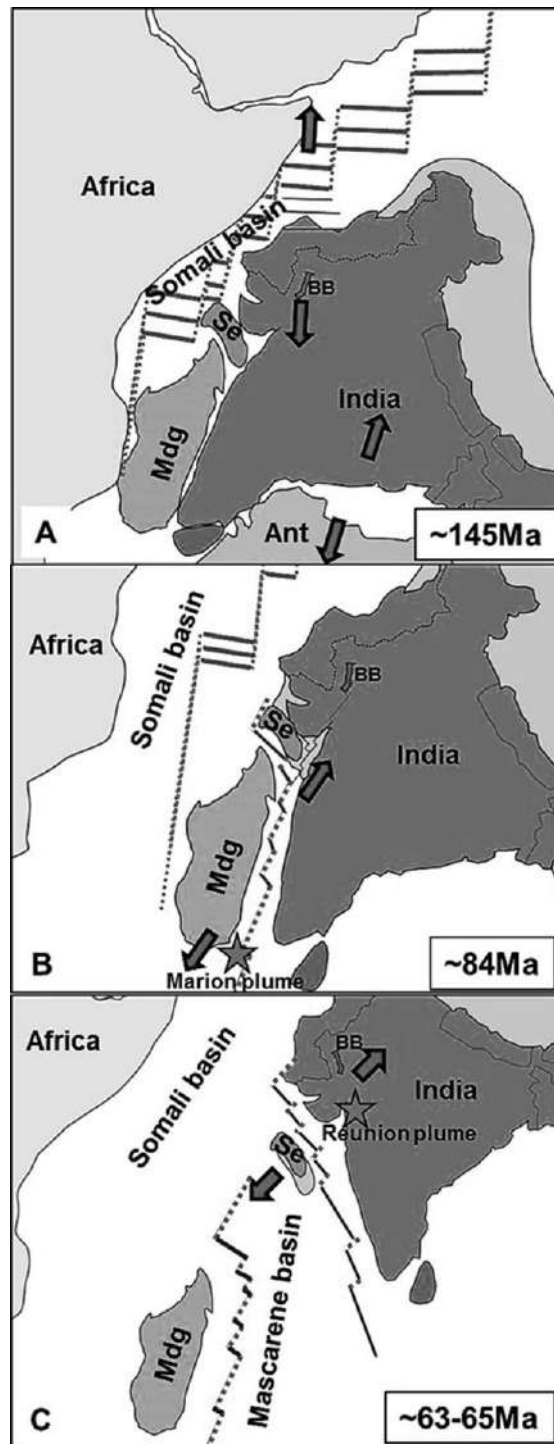 Africa
Somali basin
BB
Se
India
Mdg
Ant
A
~145Ma
Africa
Somali basin
BB
Se
India
Mdg
B
Marion plume
~84Ma
Africa
Somali basin
BB
India
Réunion plume
Se
Mascarene basin
Mdg
C
~63-65Ma